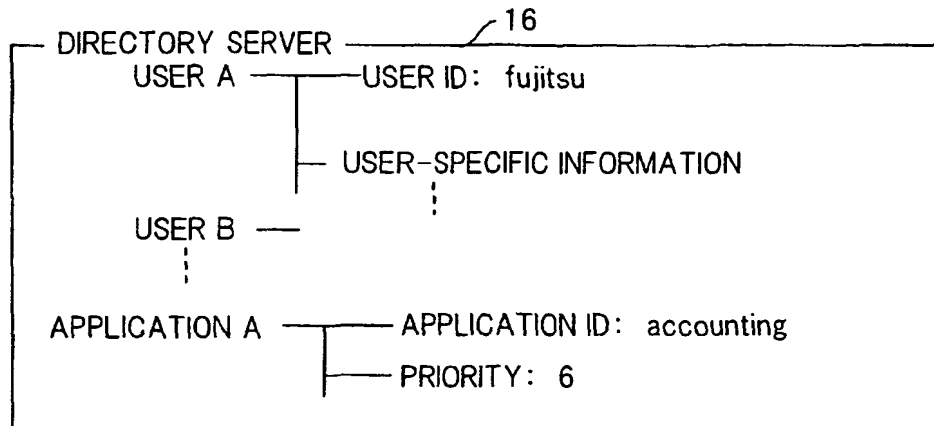 16
DIRECTORY SERVER
USER A USER ID: fujitsu
USER-SPECIFIC INFORMATION
USER B
APPLICATION A APPLICATION ID: accounting
PRIORITY: 6